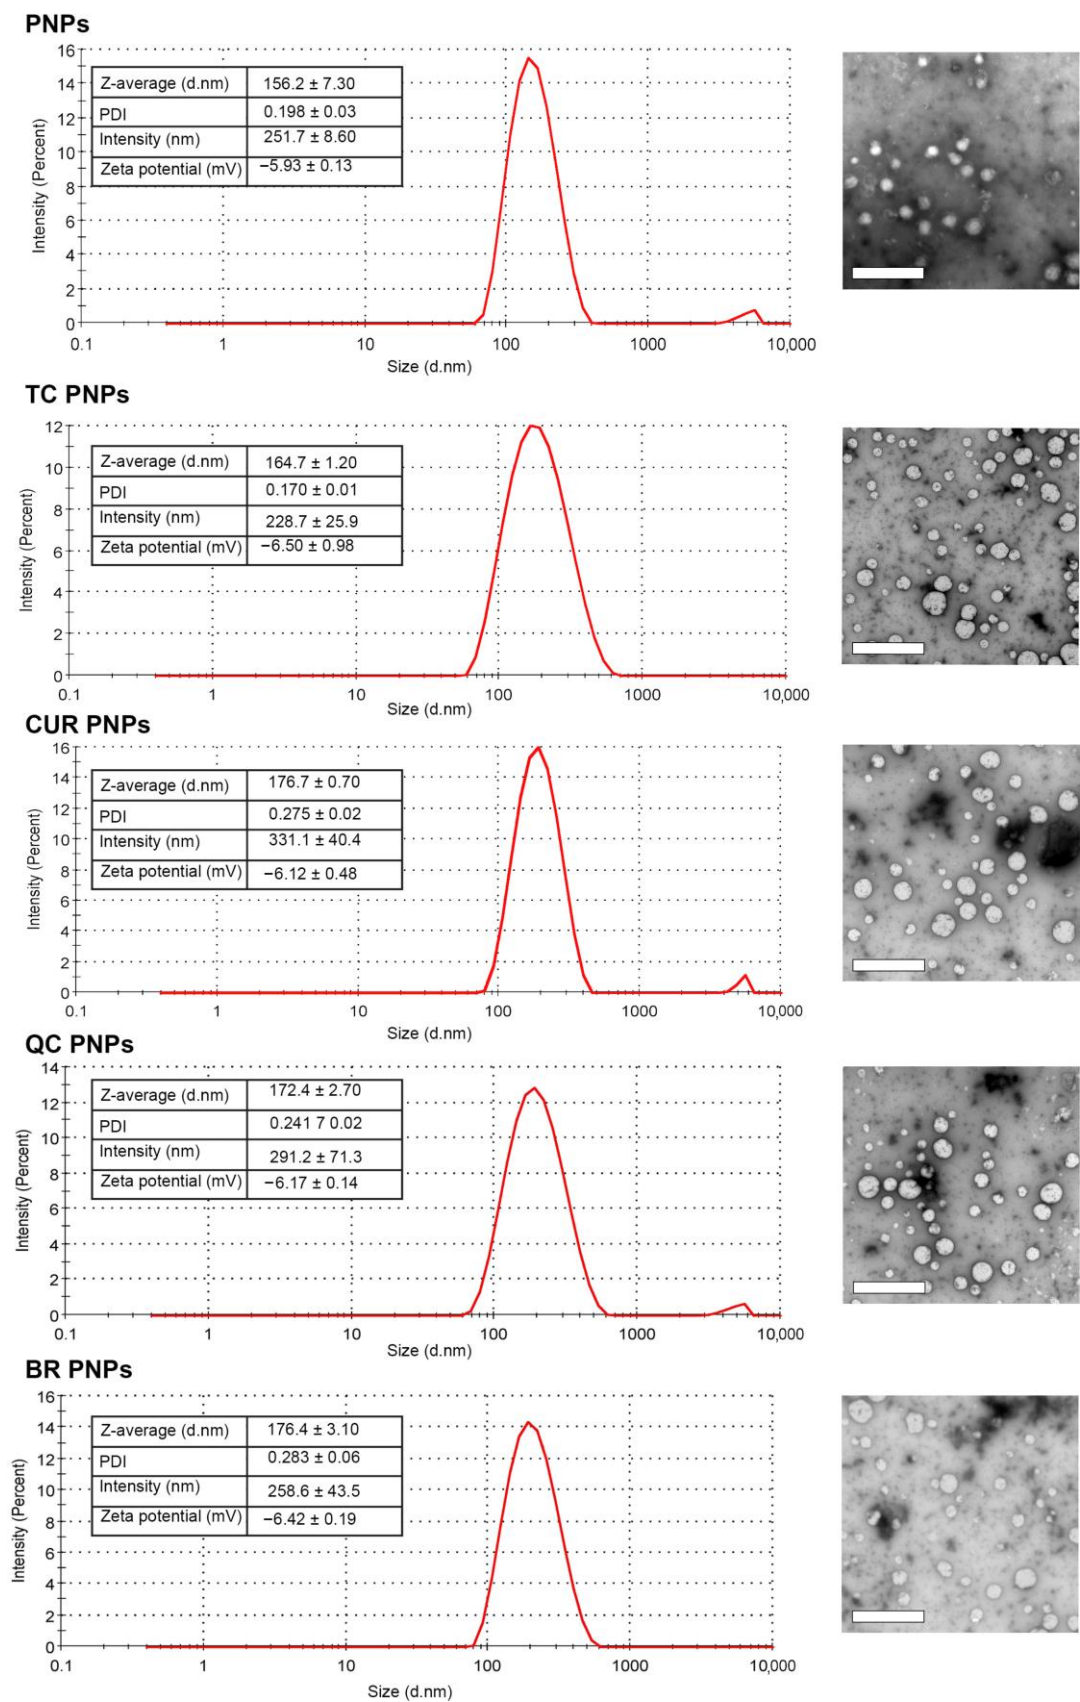 PNPs
Intensity (Percent)
16
14
12
10
8
6
4
2
0
Z-average (d.nm) 156.2 ± 7.30
PDI 0.198 ± 0.03
Intensity (nm) 251.7 ± 8.60
Zeta potential (mV) −5.93 ± 0.13
0.1 1 10 100 1000 10,000
Size (d.nm)
TC PNPs
Intensity (Percent)
12
10
8
6
4
2
0
Z-average (d.nm) 164.7 ± 1.20
PDI 0.170 ± 0.01
Intensity (nm) 228.7 ± 25.9
Zeta potential (mV) −6.50 ± 0.98
0.1 1 10 100 1000 10,000
Size (d.nm)
CUR PNPs
Intensity (Percent)
16
14
12
10
8
6
4
2
0
Z-average (d.nm) 176.7 ± 0.70
PDI 0.275 ± 0.02
Intensity (nm) 331.1 ± 40.4
Zeta potential (mV) −6.12 ± 0.48
0.1 1 10 100 1000 10,000
Size (d.nm)
QC PNPs
Intensity (Percent)
14
12
10
8
6
4
2
0
Z-average (d.nm) 172.4 ± 2.70
PDI 0.241 7 0.02
Intensity (nm) 291.2 ± 71.3
Zeta potential (mV) −6.17 ± 0.14
0.1 1 10 100 1000 10,000
Size (d.nm)
BR PNPs
Intensity (Percent)
16
14
12
10
8
6
4
2
0
Z-average (d.nm) 176.4 ± 3.10
PDI 0.283 ± 0.06
Intensity (nm) 258.6 ± 43.5
Zeta potential (mV) −6.42 ± 0.19
0.1 1 10 100 1000 10,000
Size (d.nm)